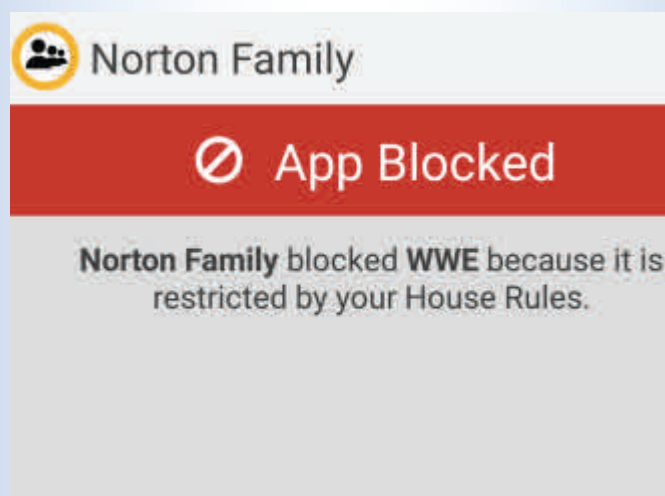 Norton Family
App Blocked
Norton Family blocked WWE because it is
restricted by your House Rules.